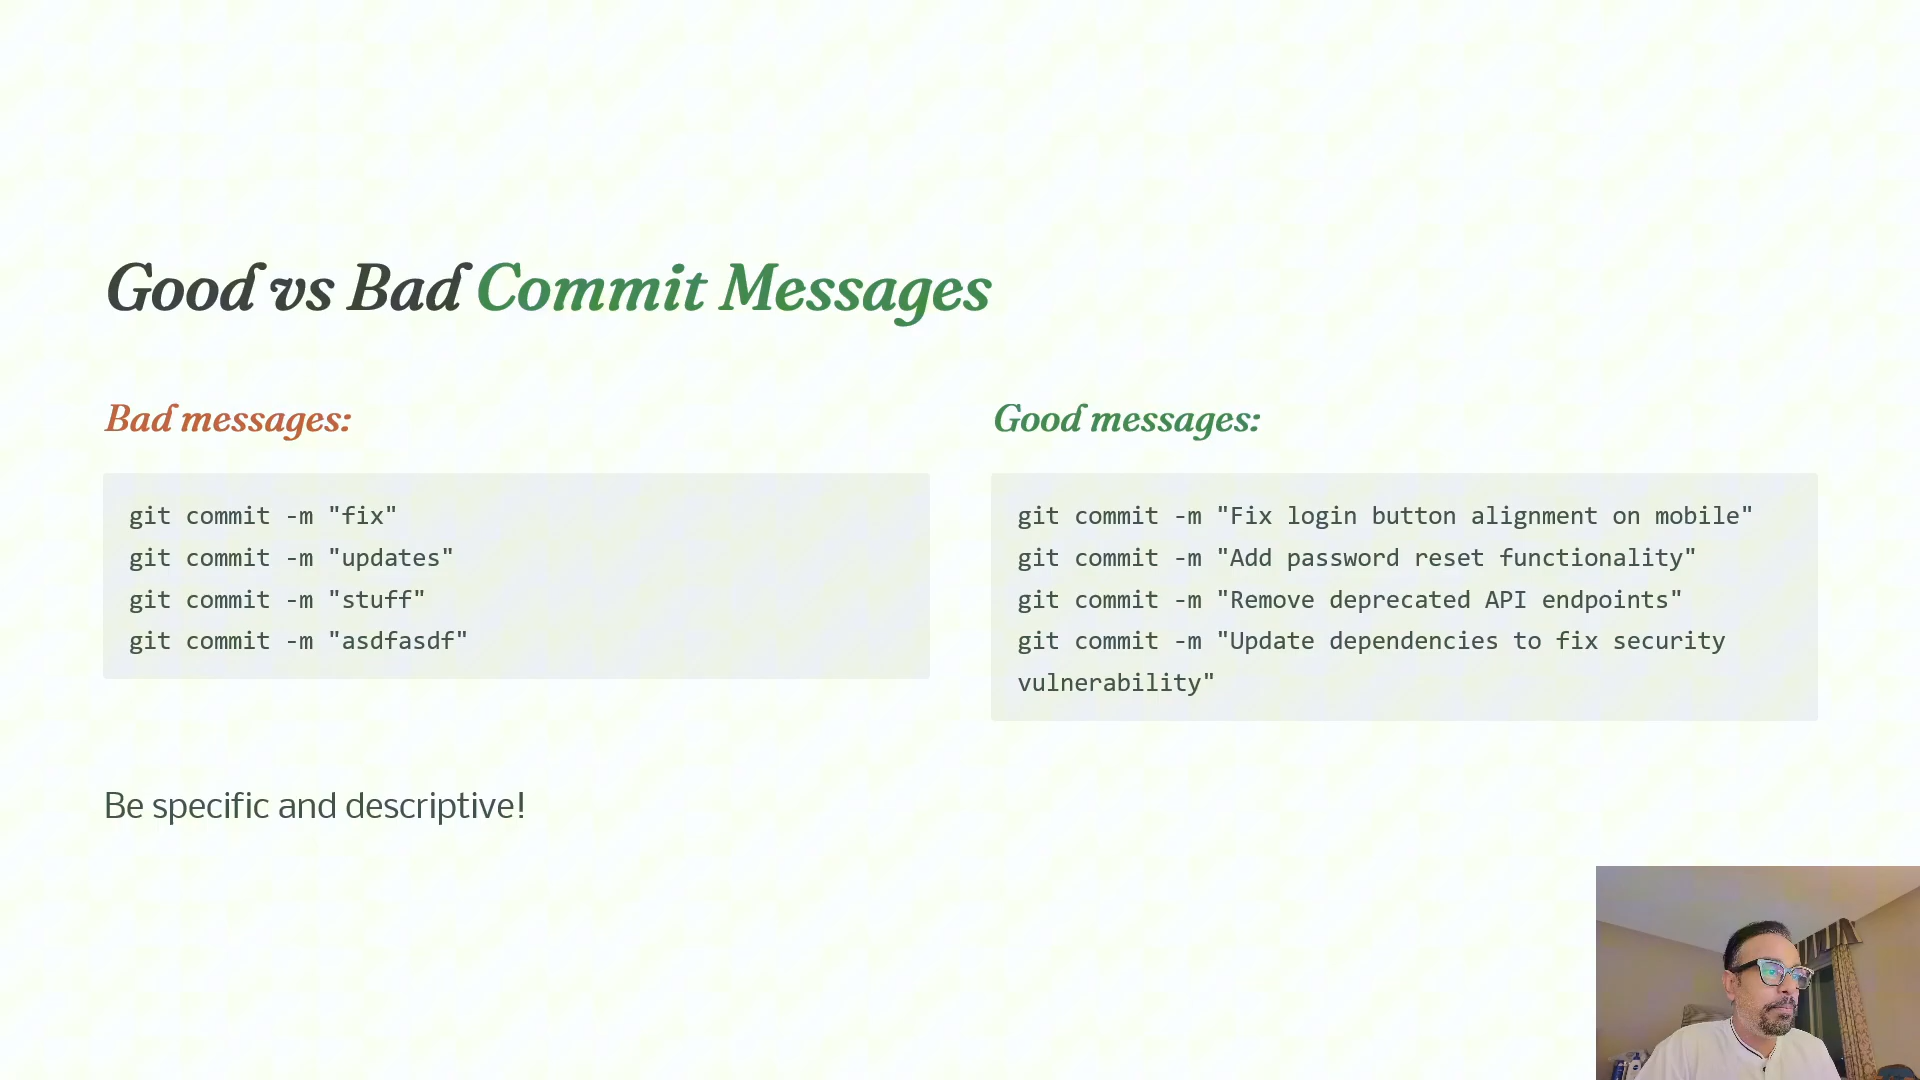 Good vs Bad Commit Messages
Bad messages:
git commit -m "fix"
git commit -m "updates"
git commit -m "stuff"
git commit -m "asdfasdf"
Good messages:
git commit -m "Fix login button alignment on mobile"
git commit -m "Add password reset functionality"
git commit -m "Remove deprecated API endpoints"
git commit -m "Update dependencies to fix security
vulnerability"
Be specific and descriptive!